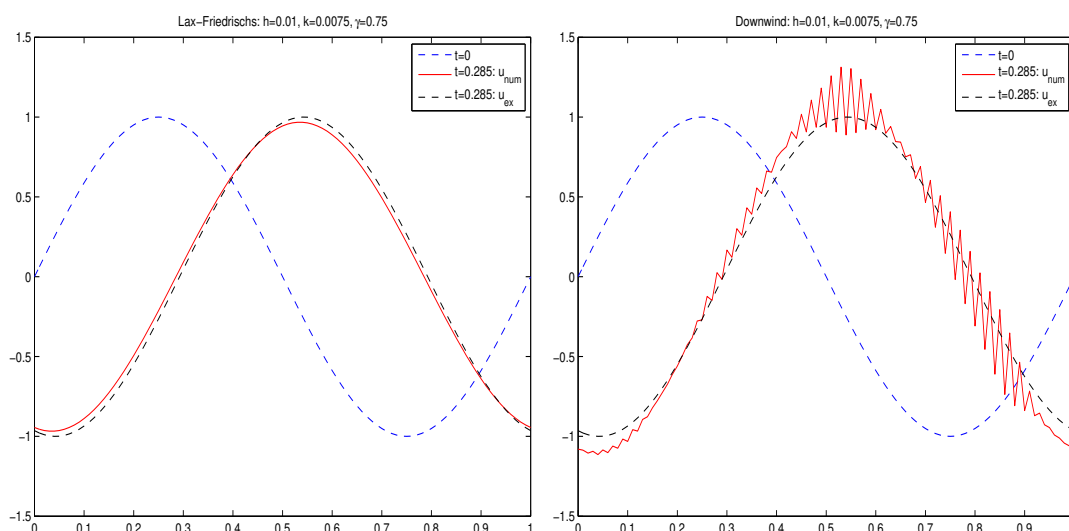 Lax−Friedrischs: h=0.01, k=0.0075, γ=0.75
1.5
1
0.5
0
−0.5
−1
−1.5
0 0.1 0.2 0.3 0.4 0.5 0.6 0.7 0.8 0.9 1
t=0
t=0.285: u_num
t=0.285: u_ex
Downwind: h=0.01, k=0.0075, γ=0.75
1.5
1
0.5
0
−0.5
−1
−1.5
0 0.1 0.2 0.3 0.4 0.5 0.6 0.7 0.8 0.9
t=0
t=0.285: u_num
t=0.285: u_ex